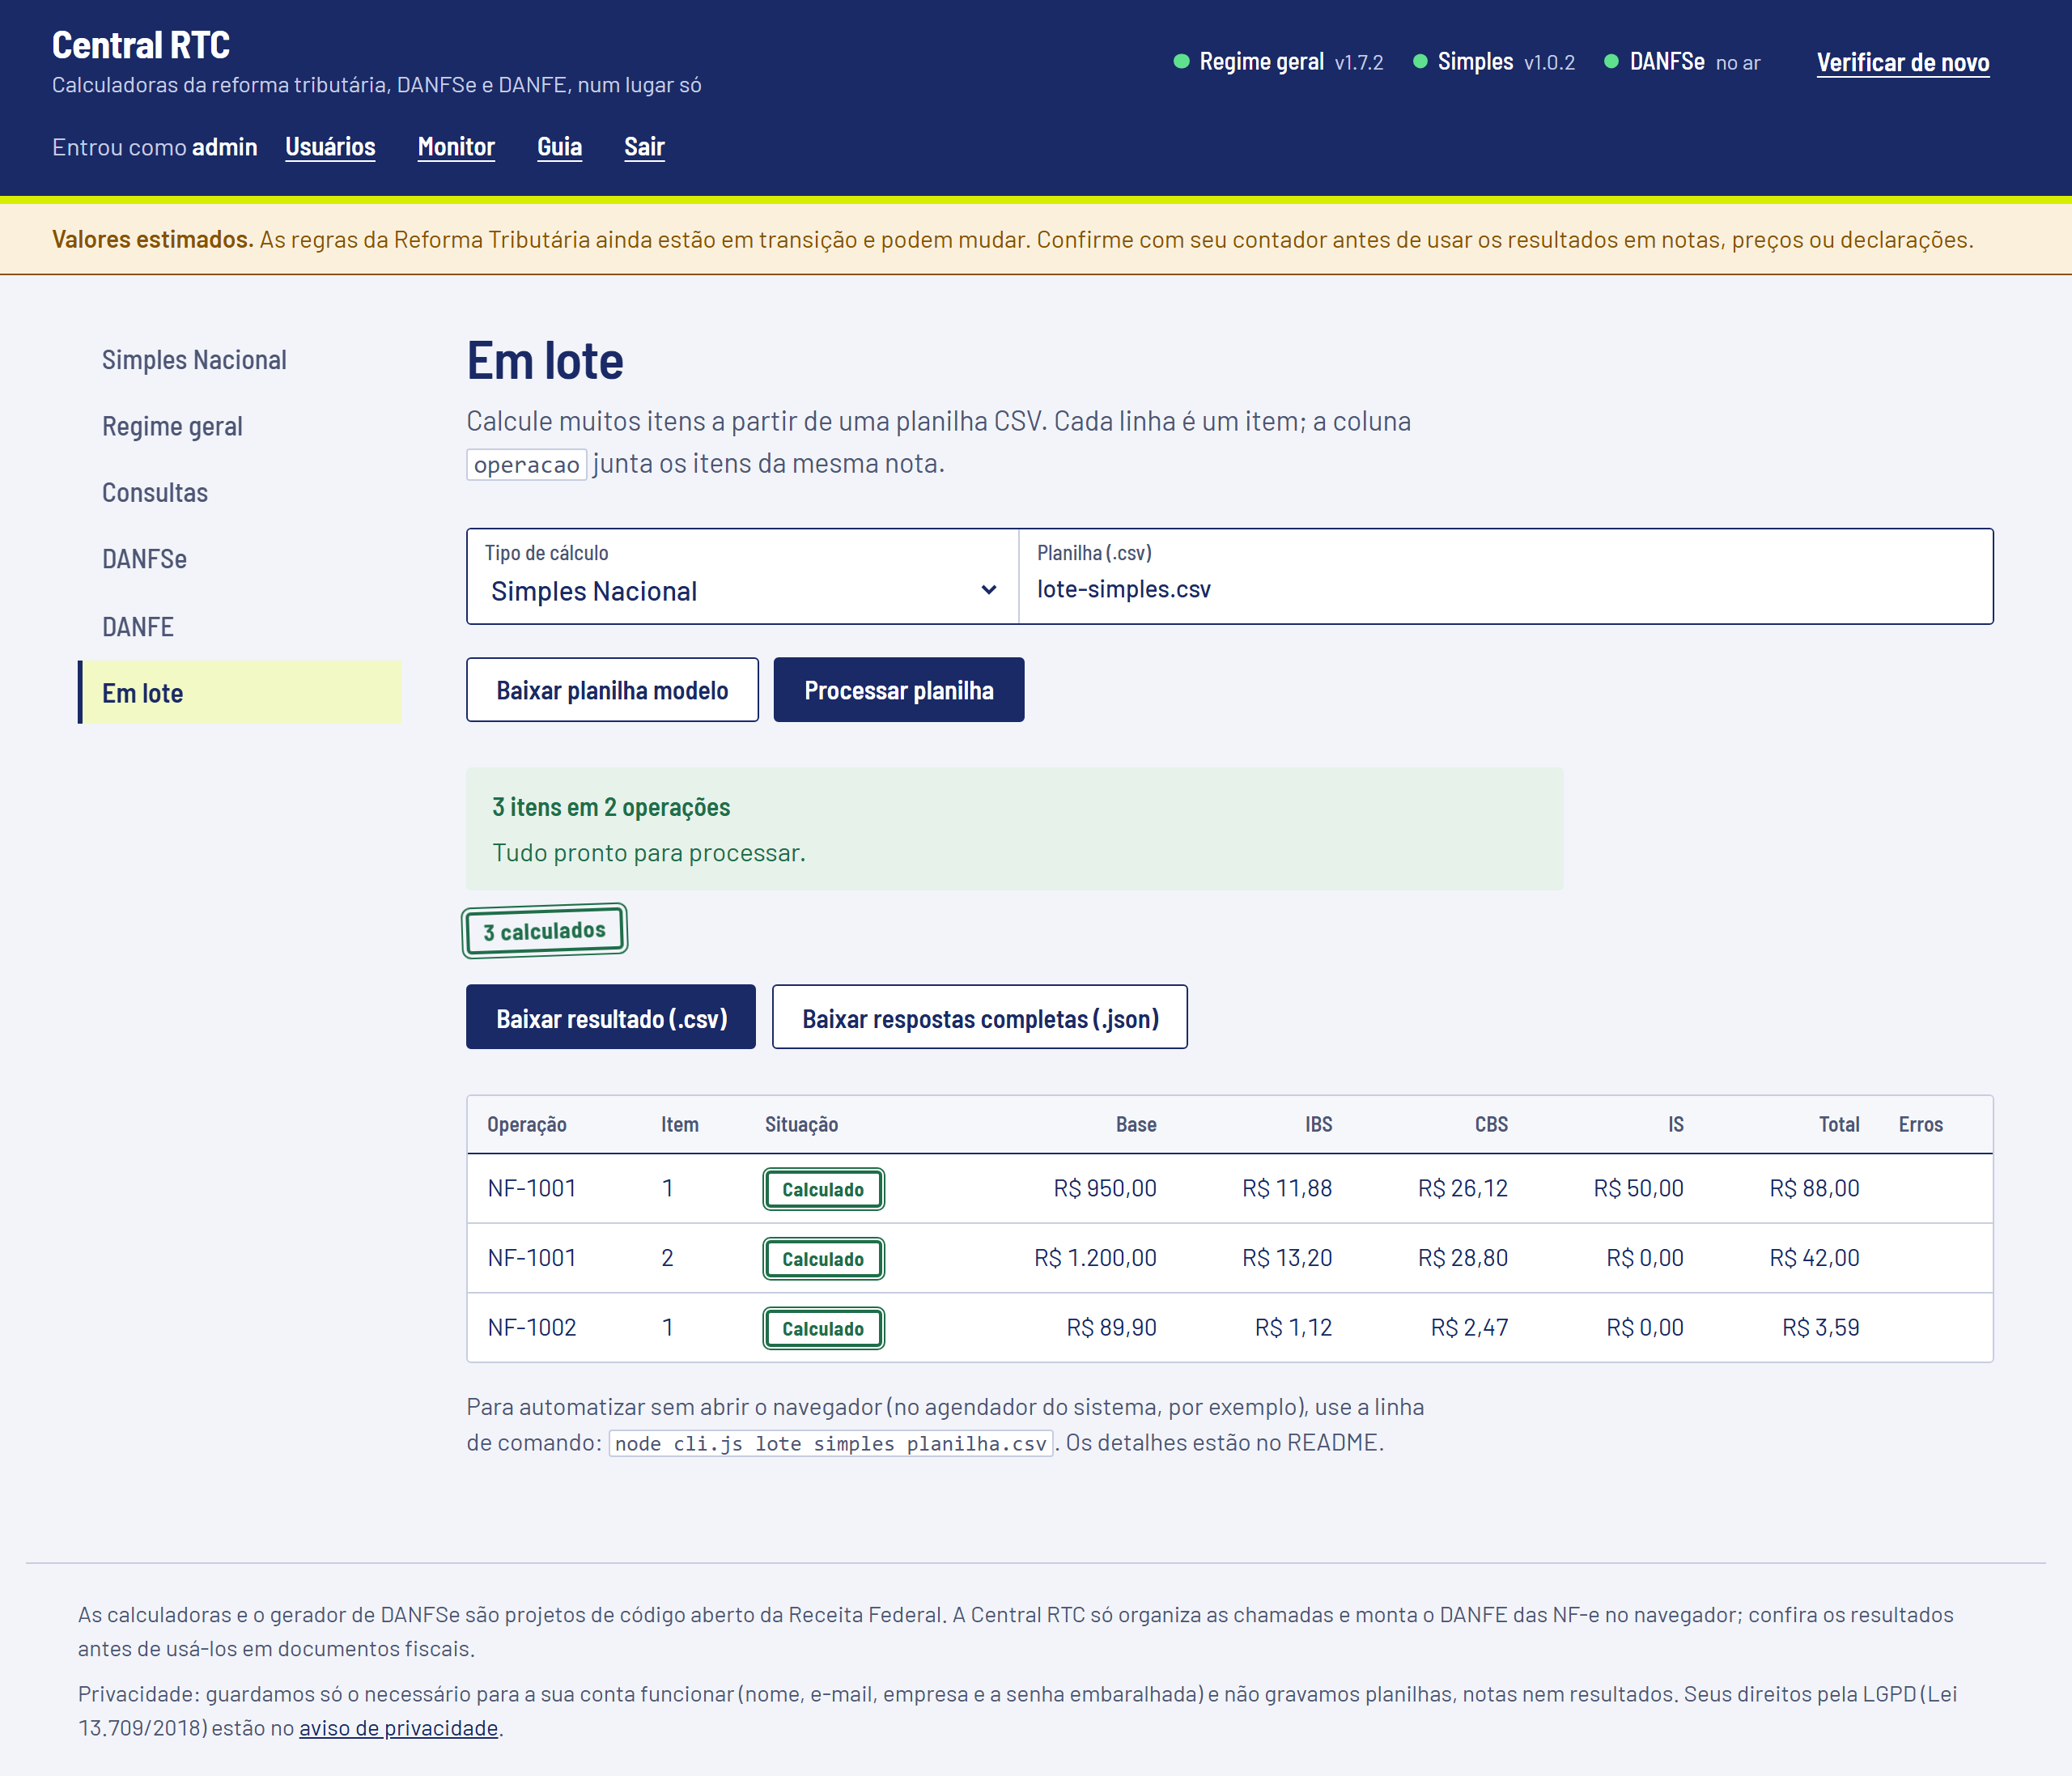 Central RTC
Calculadoras da reforma tributária, DANFSe e DANFE, num lugar só
Regime geral v1.7.2 Simples v1.0.2 DANFSe no ar Verificar de novo
Entrou como admin Usuários Monitor Guia Sair
Valores estimados. As regras da Reforma Tributária ainda estão em transição e podem mudar. Confirme com seu contador antes de usar os resultados em notas, preços ou declarações.
Simples Nacional
Regime geral
Consultas
DANFSe
DANFE
Em lote
Em lote
Calcule muitos itens a partir de uma planilha CSV. Cada linha é um item; a coluna
operacao junta os itens da mesma nota.
Tipo de cálculo
Simples Nacional
Planilha (.csv)
lote-simples.csv
Baixar planilha modelo Processar planilha
3 itens em 2 operações
Tudo pronto para processar.
3 calculados
Baixar resultado (.csv) Baixar respostas completas (.json)
Operação Item Situação Base IBS CBS IS Total Erros
NF-1001 1 Calculado R$ 950,00 R$ 11,88 R$ 26,12 R$ 50,00 R$ 88,00
NF-1001 2 Calculado R$ 1.200,00 R$ 13,20 R$ 28,80 R$ 0,00 R$ 42,00
NF-1002 1 Calculado R$ 89,90 R$ 1,12 R$ 2,47 R$ 0,00 R$ 3,59
Para automatizar sem abrir o navegador (no agendador do sistema, por exemplo), use a linha
de comando: node cli.js lote simples planilha.csv. Os detalhes estão no README.
As calculadoras e o gerador de DANFSe são projetos de código aberto da Receita Federal. A Central RTC só organiza as chamadas e monta o DANFE das NF-e no navegador; confira os resultados
antes de usá-los em documentos fiscais.
Privacidade: guardamos só o necessário para a sua conta funcionar (nome, e-mail, empresa e a senha embaralhada) e não gravamos planilhas, notas nem resultados. Seus direitos pela LGPD (Lei
13.709/2018) estão no aviso de privacidade.